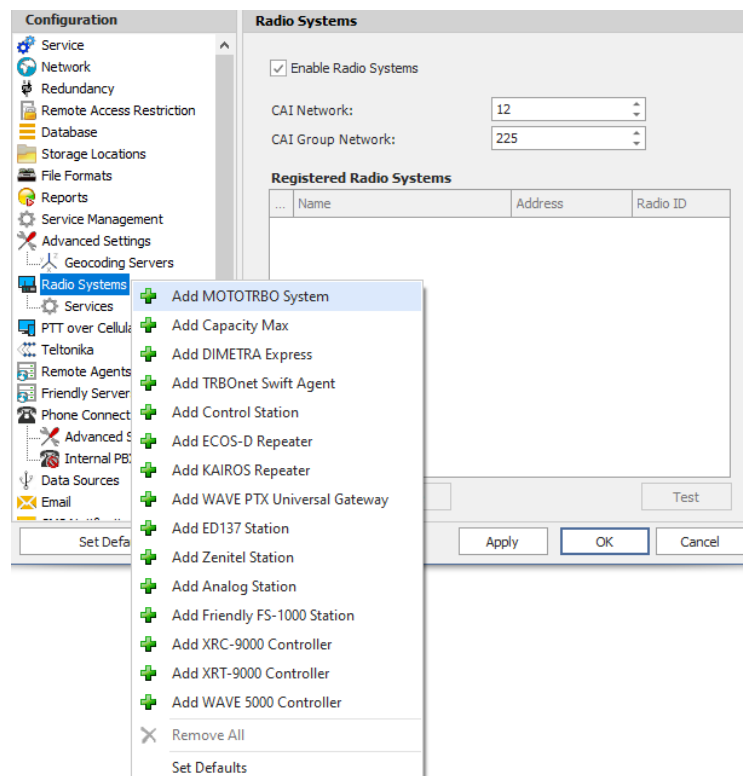 Configuration
Service
Network
Redundancy
Remote Access Restriction
Database
Storage Locations
File Formats
Reports
Service Management
Advanced Settings
Geocoding Servers
Radio Systems
Services
PTT over Cellula
Teltonika
Remote Agents
Friendly Server
Phone Connect
Advanced S
Internal PB
Data Sources
Email
Set Defa
Radio Systems
Enable Radio Systems
CAI Network: 12
CAI Group Network: 225
Registered Radio Systems
... Name Address Radio ID
Test
Apply OK Cancel
Add MOTOTRBO System
Add Capacity Max
Add DIMETRA Express
Add TRBOnet Swift Agent
Add Control Station
Add ECOS-D Repeater
Add KAIROS Repeater
Add WAVE PTX Universal Gateway
Add ED137 Station
Add Zenitel Station
Add Analog Station
Add Friendly FS-1000 Station
Add XRC-9000 Controller
Add XRT-9000 Controller
Add WAVE 5000 Controller
Remove All
Set Defaults